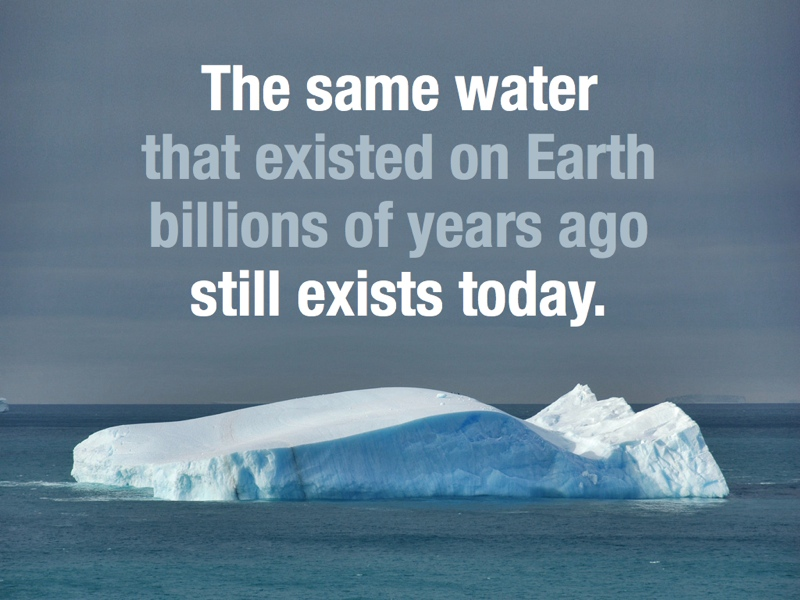 The same water
that existed on Earth
billions of years ago
still exists today.